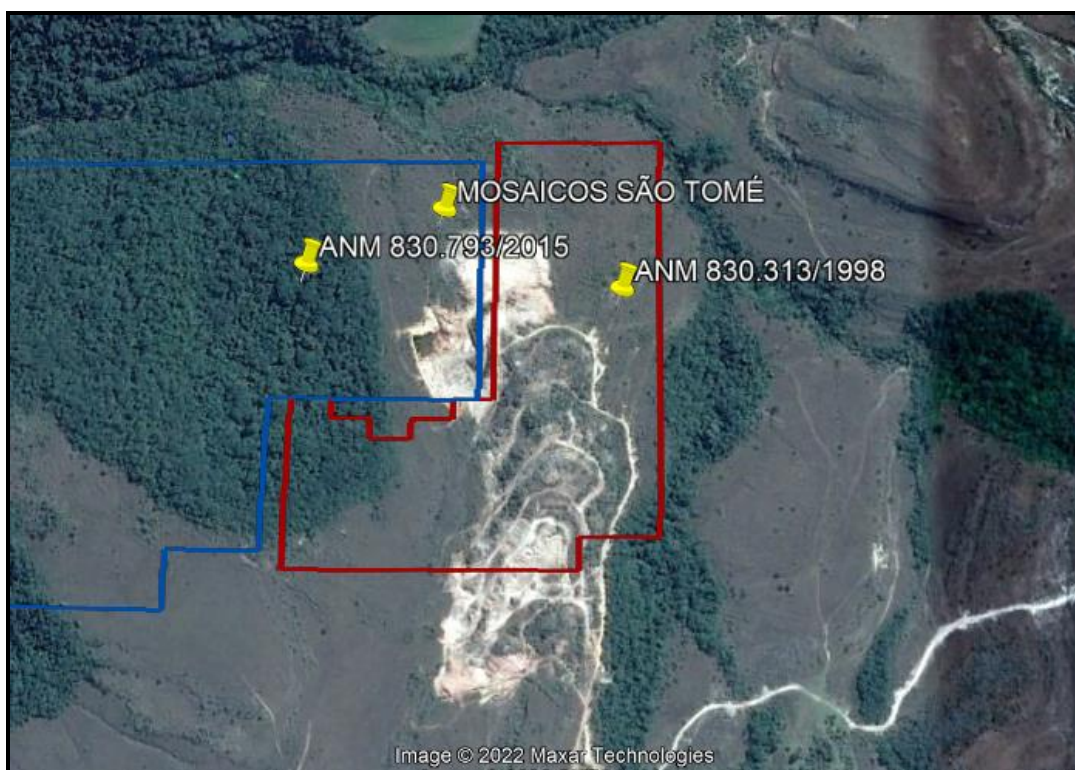 MOSAICOS SÃO TOMÉ
ANM 830.793/2015
ANM 830.313/1998
Image © 2022 Maxar Technologies